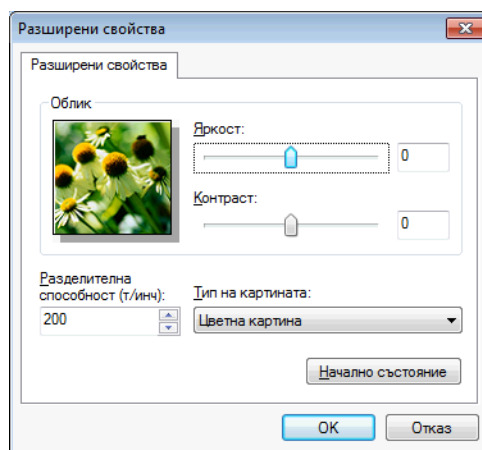 Разширени свойства
Разширени свойства
Облик
Яркост:
0
Контраст:
0
Разделителна
способност (т/инч):
200
Тип на картината:
Цветна картина
Начално състояние
OK
Отказ